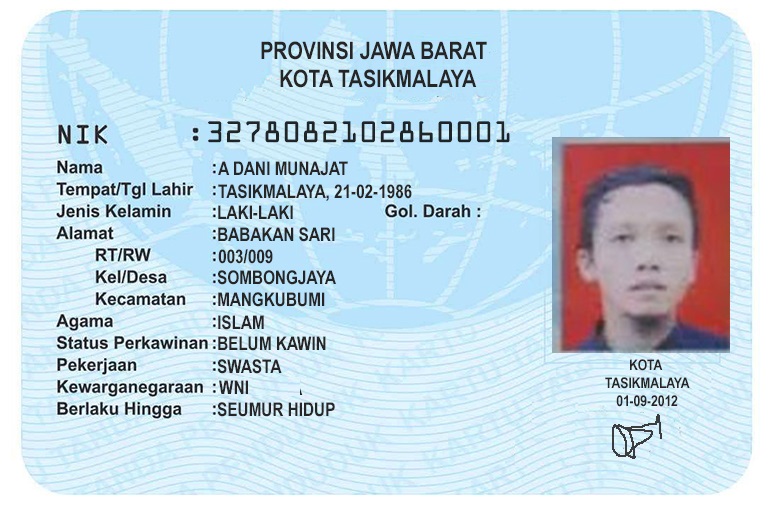 PROVINSI JAWA BARAT
KOTA TASIKMALAYA
NIK :3278082102860001
Nama :A DANI MUNAJAT
Tempat/Tgl Lahir :TASIKMALAYA, 21-02-1986
Jenis Kelamin :LAKI-LAKI Gol. Darah :
Alamat :BABAKAN SARI
RT/RW :003/009
Kel/Desa :SOMBONGJAYA
Kecamatan :MANGKUBUMI
Agama :ISLAM
Status Perkawinan :BELUM KAWIN
Pekerjaan :SWASTA
Kewarganegaraan :WNI
Berlaku Hingga :SEUMUR HIDUP
KOTA
TASIKMALAYA
01-09-2012